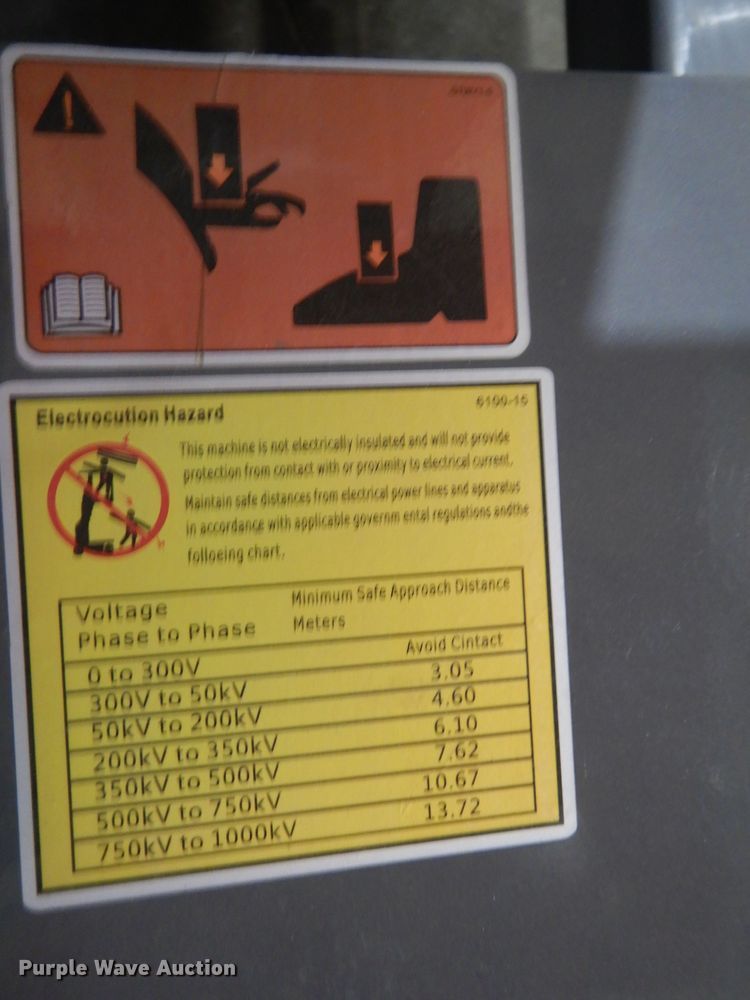 Electrocution Hazard
6100-15
This machine is not electrically insulated and will not provide
protection from contact with or proximity to electrical current.
Maintain safe distances from electrical power lines and apparatus
in accordance with applicable governm ental regulations andthe
folloeing chart.
Voltage
Phase to Phase
Minimum Safe Approach Distance
Meters
0 to 300V Avoid Cintact
300V to 50kV 3.05
50kV to 200kV 4.60
200kV to 350kV 6.10
350kV to 500kV 7.62
500kV to 750kV 10.67
750kV to 1000kV 13.72
Purple Wave Auction